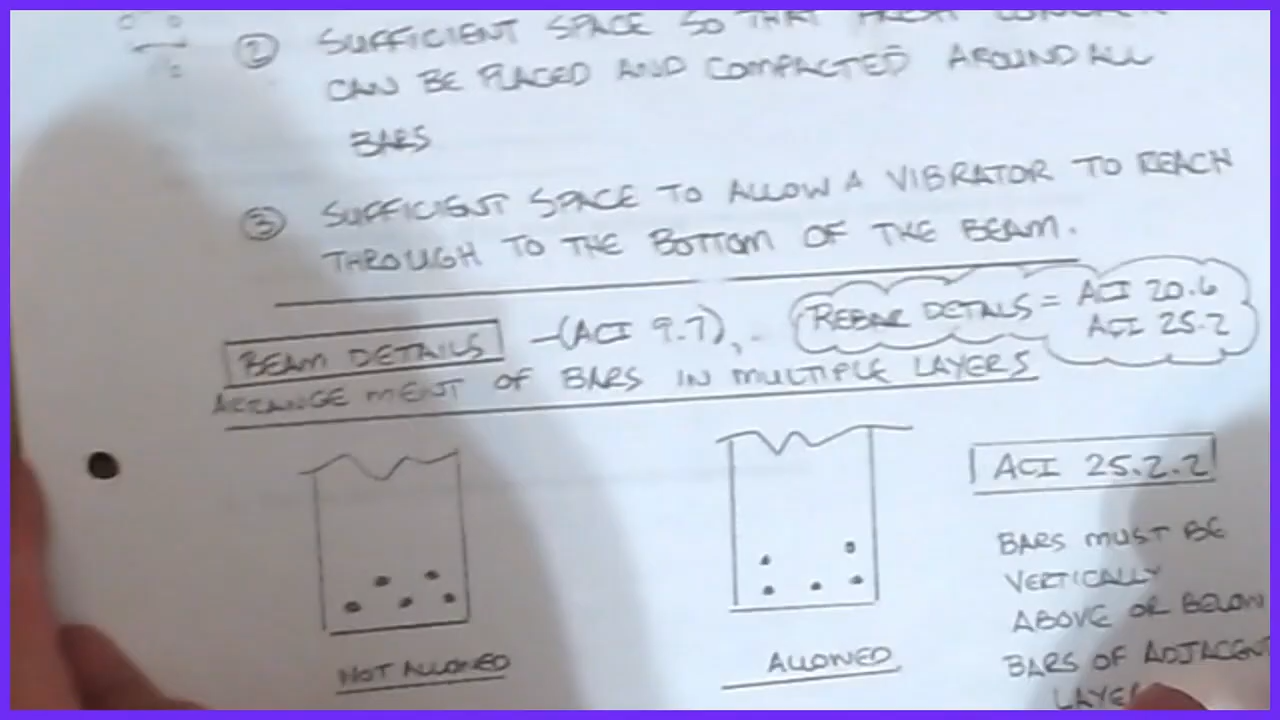 ② SUFFICIENT SPACE SO THAT FRESH CONCRETE
CAN BE PLACED AND COMPACTED AROUND ALL
BARS
③ SUFFICIENT SPACE TO ALLOW A VIBRATOR TO REACH
THROUGH TO THE BOTTOM OF THE BEAM.
BEAM DETAILS - (ACI 9.7),
REBAR DETAILS = ACI 20.6
ACI 25.2
ARRANGEMENT OF BARS IN MULTIPLE LAYERS
NOT ALLOWED
ALLOWED
ACI 25.2.2
BARS MUST BE
VERTICALLY
ABOVE OR BELOW
BARS OF ADJACENT
LAYER